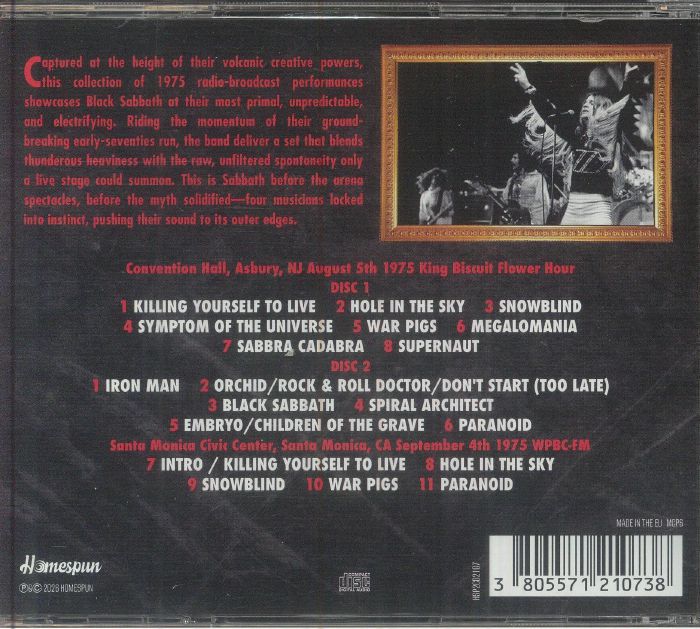 Captured at the height of their volcanic creative powers,
this collection of 1975 radio-broadcast performances
showcases Black Sabbath at their most primal, unpredictable,
and electrifying. Riding the momentum of their ground-
breaking early-seventies run, the band deliver a set that blends
thunderous heaviness with the raw, unfiltered spontaneity only
a live stage could summon. This is Sabbath before the arena
spectacles, before the myth solidified—four musicians locked
into instinct, pushing their sound to its outer edges.
Convention Hall, Asbury, NJ August 5th 1975 King Biscuit Flower Hour
DISC 1
1 KILLING YOURSELF TO LIVE 2 HOLE IN THE SKY 3 SNOWBLIND
4 SYMPTOM OF THE UNIVERSE 5 WAR PIGS 6 MEGALOMANIA
7 SABBRA CADABRA 8 SUPERNAUT
DISC 2
1 IRON MAN 2 ORCHID/ROCK & ROLL DOCTOR/DON'T START (TOO LATE)
3 BLACK SABBATH 4 SPIRAL ARCHITECT
5 EMBRYO/CHILDREN OF THE GRAVE 6 PARANOID
Santa Monica Civic Center, Santa Monica, CA September 4th 1975 WPBC-FM
7 INTRO / KILLING YOURSELF TO LIVE 8 HOLE IN THE SKY
9 SNOWBLIND 10 WAR PIGS 11 PARANOID
MADE IN THE EU MCPS
Homespun
℗&© 2026 HOMESPUN
COMPACT
disc
DIGITAL AUDIO
HSP2CD2107
3 805571 210738